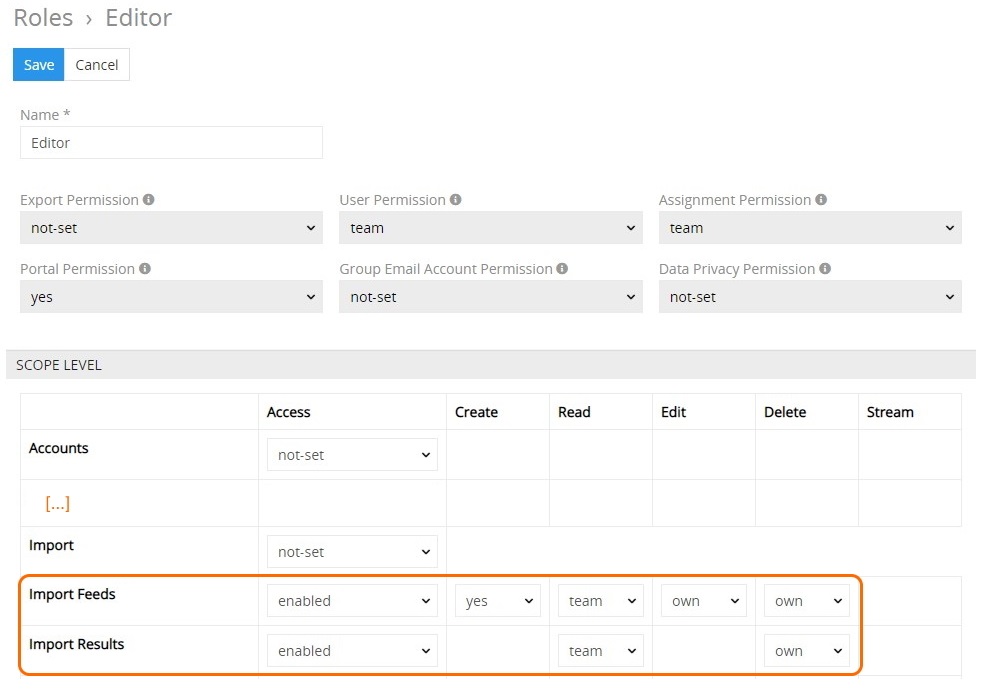 Roles › Editor
Save Cancel
Name *
Editor
Export Permission User Permission Assignment Permission
not-set team team
Portal Permission Group Email Account Permission Data Privacy Permission
yes not-set not-set
SCOPE LEVEL
Access Create Read Edit Delete Stream
Accounts not-set
[...]
Import not-set
Import Feeds enabled yes team own own
Import Results enabled team own